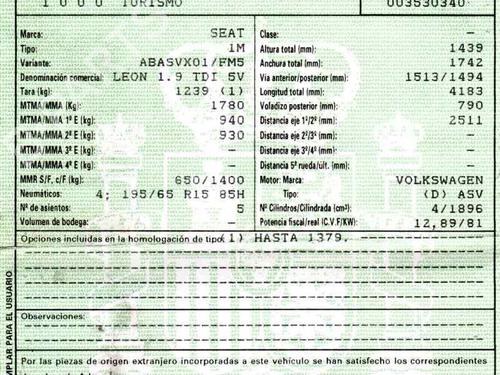 1 0 0 0 TURISMO 003530340
Marca: SEAT Clase: —
Tipo: 1M Altura total (mm): 1439
Variante: ABASVX01/FM5 Anchura total (mm): 1742
Denominación comercial: LEON 1.9 TDI 5V Vía anterior/posterior (mm): 1513/1494
Tara (kg): 1239 (1) Longitud total (mm): 4183
MTMA/MMA (Kg): 1780 Voladizo posterior (mm): 790
MTMA/MMA 1º E (kg): 940 Distancia eje 1º/2º (mm): 2511
MTMA/MMA 2º E (kg): 930 Distancia eje 2º/3º (mm): —
MTMA/MMA 3º E (kg): — Distancia eje 3º/4º (mm): —
MTMA/MMA 4º E (kg): — Distancia 5ª rueda/ult. (mm): —
MMR S/F, c/F (kg): 650/1400 Motor: Marca: VOLKSWAGEN
Neumáticos: 4; 195/65 R15 85H Tipo: (D) ASV
Nº de asientos: 5 Nº Cilindros/Cilindrada (cm³): 4/1896
Volumen de bodega: — Potencia fiscal/real (C.V.F/KW): 12,89/81
Opciones incluidas en la homologación de tipo: 1) HASTA 1379.
Observaciones:
Por las piezas de origen extranjero incorporadas a este vehículo se han satisfecho los correspondientes
MPLAR PARA EL USUARIO